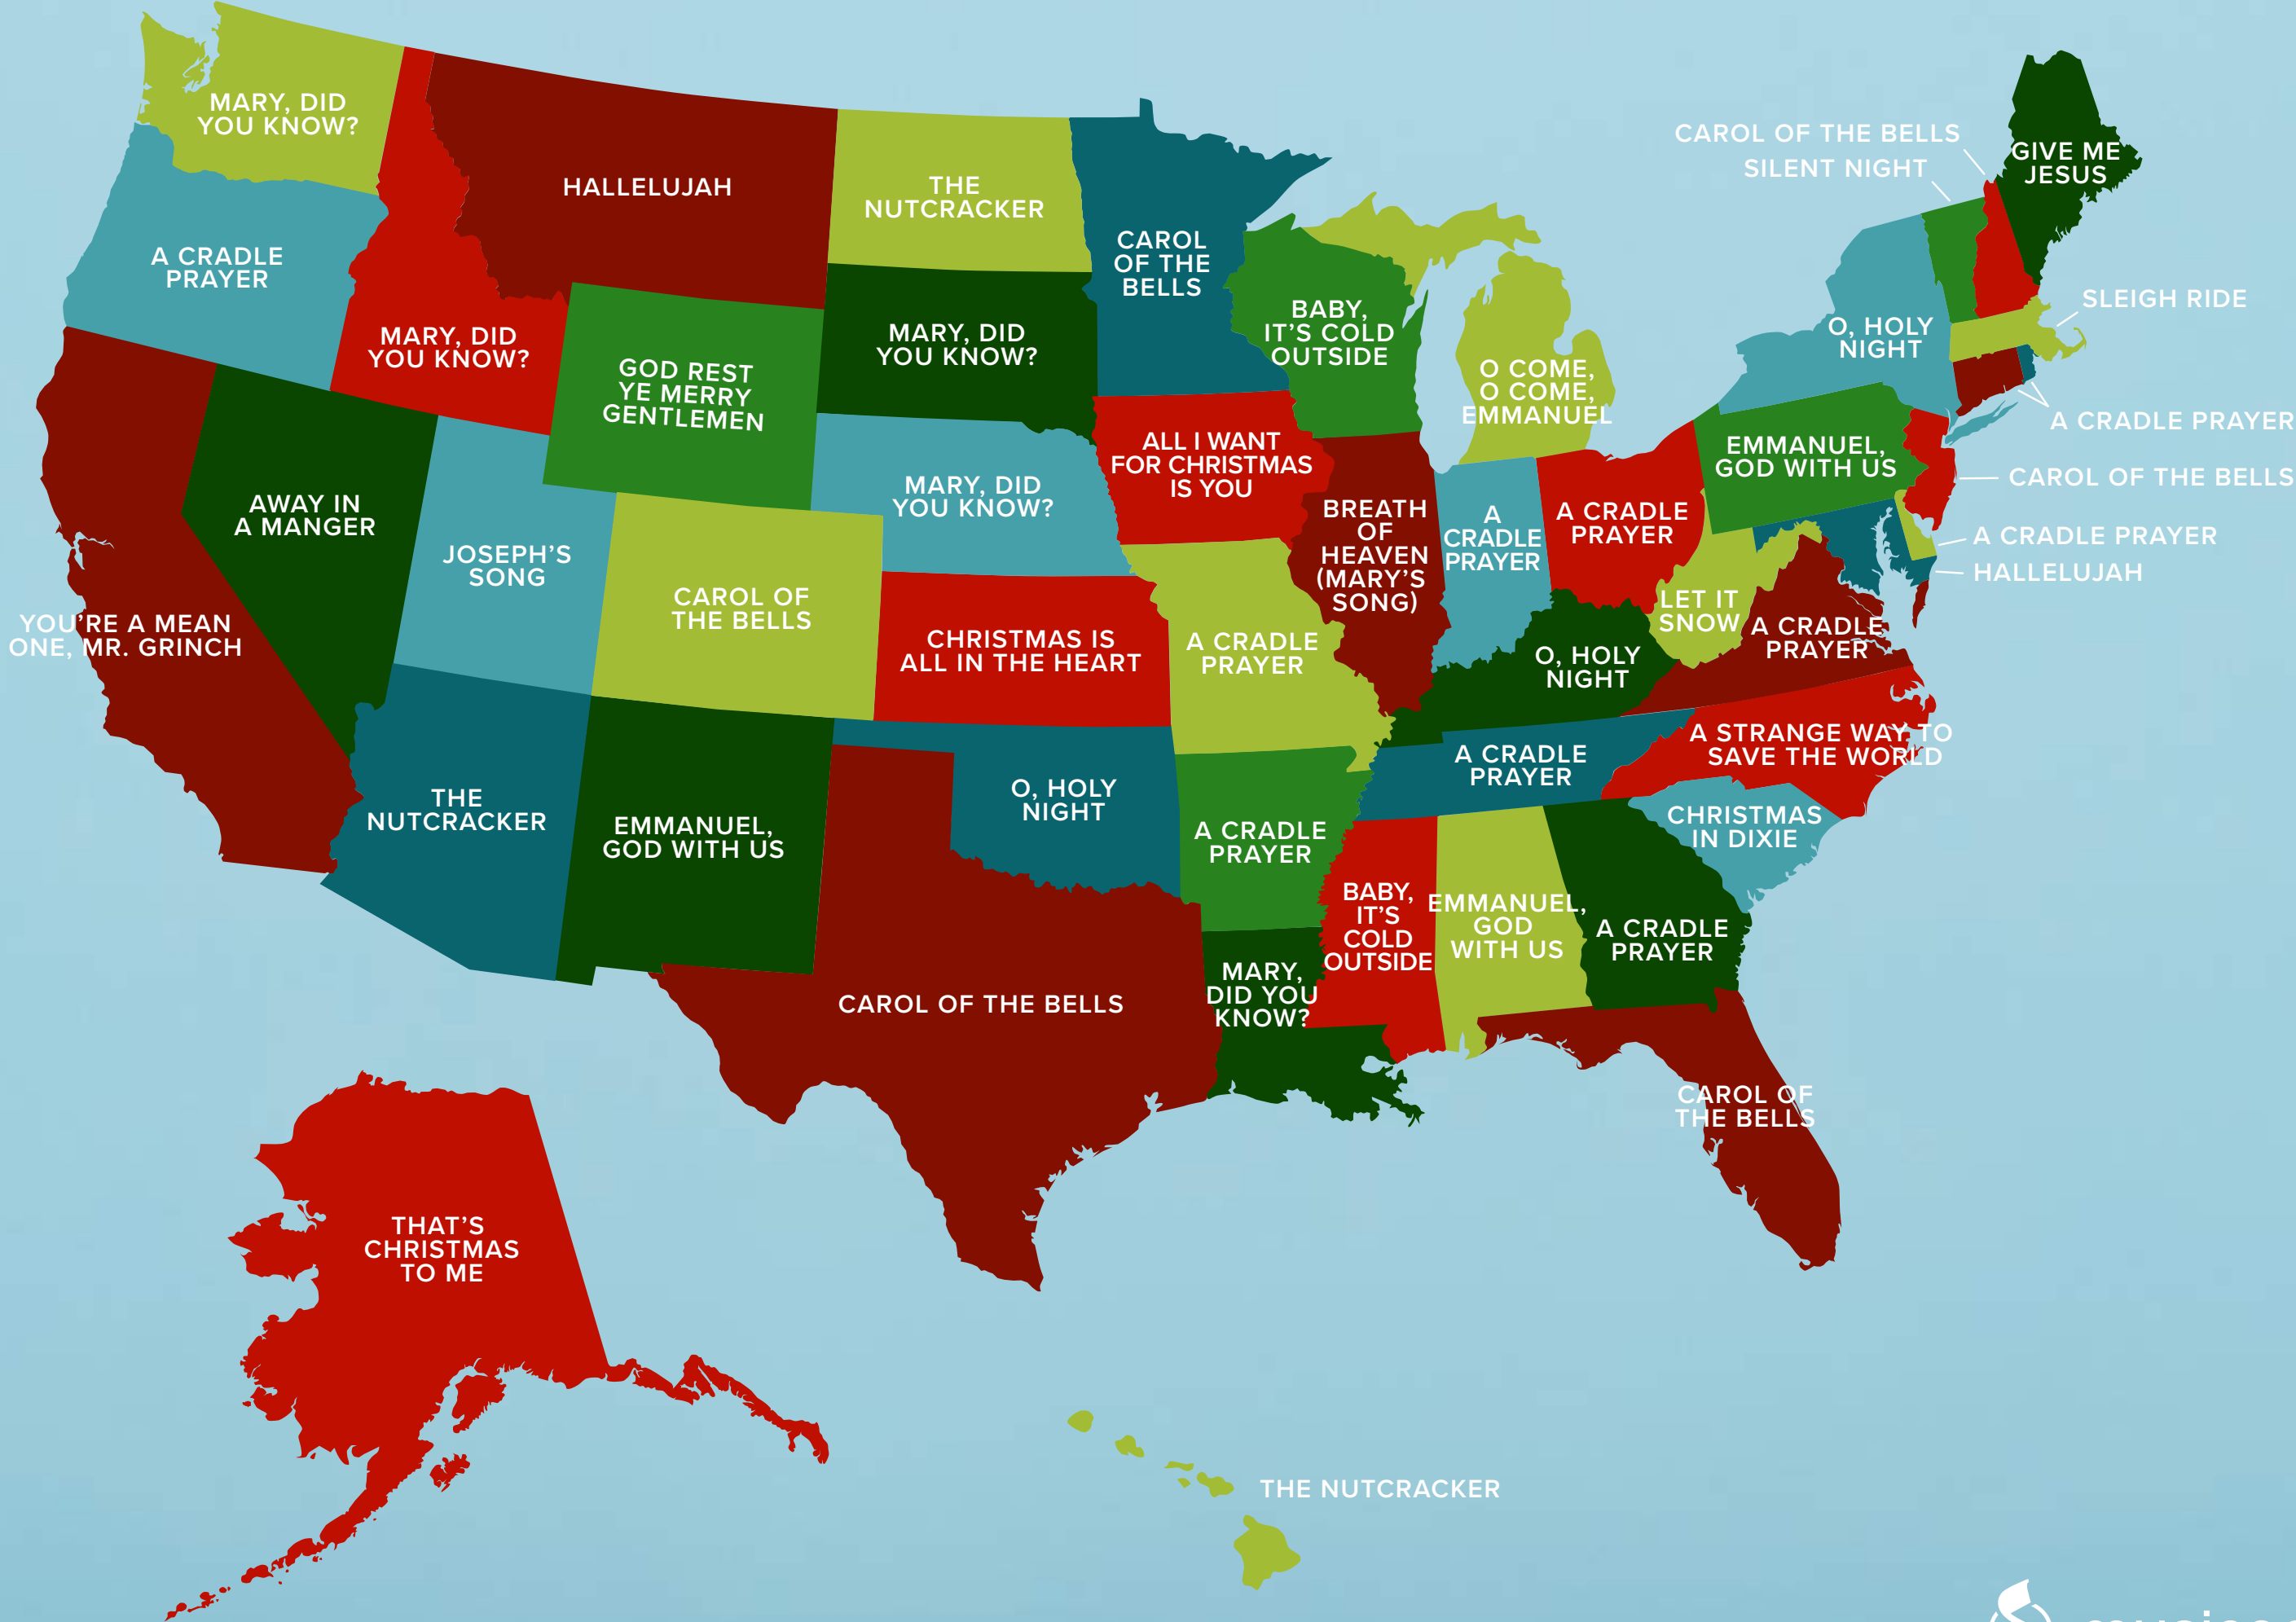 MARY, DID
YOU KNOW?
A CRADLE
PRAYER
MARY, DID
YOU KNOW?
HALLELUJAH
THE
NUTCRACKER
CAROL
OF THE
BELLS
GOD REST
YE MERRY
GENTLEMEN
MARY, DID
YOU KNOW?
BABY,
IT'S COLD
OUTSIDE
O COME,
O COME,
EMMANUEL
CAROL OF THE BELLS
SILENT NIGHT
GIVE ME
JESUS
SLEIGH RIDE
O, HOLY
NIGHT
A CRADLE PRAYER
EMMANUEL,
GOD WITH US
CAROL OF THE BELLS
A CRADLE PRAYER
HALLELUJAH
YOU'RE A MEAN
ONE, MR. GRINCH
AWAY IN
A MANGER
JOSEPH'S
SONG
CAROL OF
THE BELLS
MARY, DID
YOU KNOW?
ALL I WANT
FOR CHRISTMAS
IS YOU
BREATH
OF
HEAVEN
(MARY'S
SONG)
A
CRADLE
PRAYER
A CRADLE
PRAYER
LET IT
SNOW
A CRADLE
PRAYER
CHRISTMAS IS
ALL IN THE HEART
A CRADLE
PRAYER
O, HOLY
NIGHT
A STRANGE WAY TO
SAVE THE WORLD
THE
NUTCRACKER
EMMANUEL,
GOD WITH US
O, HOLY
NIGHT
A CRADLE
PRAYER
A CRADLE
PRAYER
CHRISTMAS
IN DIXIE
CAROL OF THE BELLS
MARY,
DID YOU
KNOW?
BABY,
IT'S
COLD
OUTSIDE
EMMANUEL,
GOD
WITH US
A CRADLE
PRAYER
CAROL OF
THE BELLS
THAT'S
CHRISTMAS
TO ME
THE NUTCRACKER